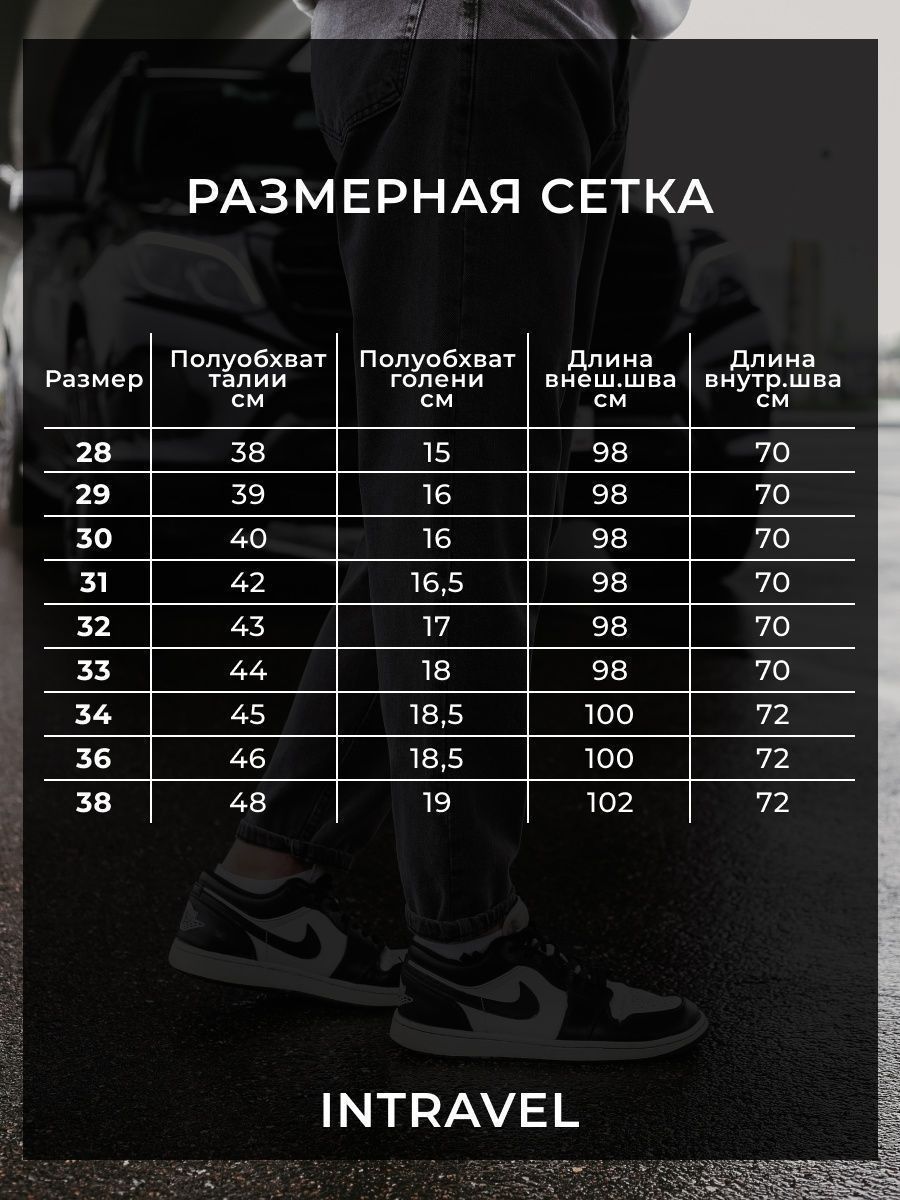 РАЗМЕРНАЯ СЕТКА
Размер Полуобхват талии см Полуобхват голени см Длина внеш.шва см Длина внутр.шва см
28 38 15 98 70
29 39 16 98 70
30 40 16 98 70
31 42 16,5 98 70
32 43 17 98 70
33 44 18 98 70
34 45 18,5 100 72
36 46 18,5 100 72
38 48 19 102 72
INTRAVEL